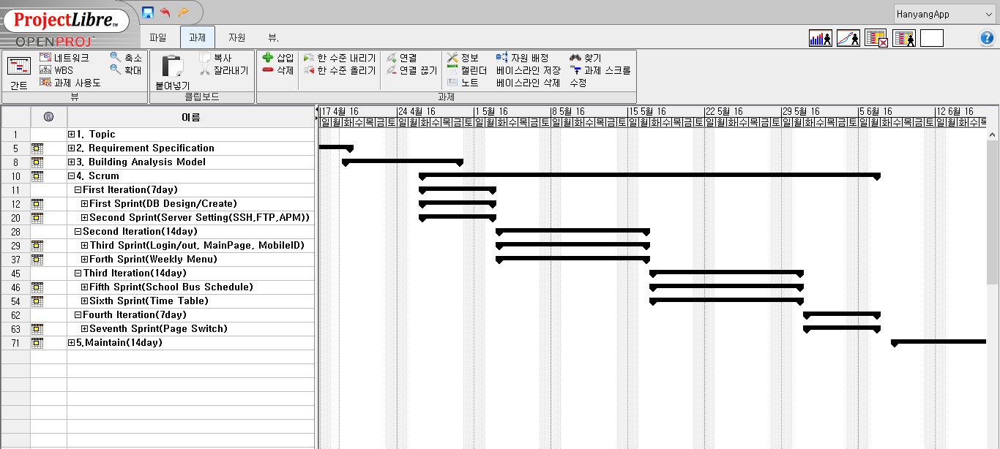 ProjectLibre™
OPENPROJ
HanyangApp
파일 과제 자원 뷰.
간트
네트워크
WBS
과제 사용도
축소
확대
뷰
붙여넣기
복사
잘라내기
클립보드
삽입
삭제
한 수준 내리기
한 수준 올리기
연결
연결 끊기
정보
캘린더
노트
자원 배정
베이스라인 저장
베이스라인 삭제
찾기
과제 스크롤
수정
과제
이름
17 4월 16 24 4월 16 1 5월 16 8 5월 16 15 5월 16 22 5월 16 29 5월 16 5 6월 16 12 6월 16
일 월 화 수 목 금 토 일 월 화 수 목 금 토 일 월 화 수 목 금 토 일 월 화 수 목 금 토 일 월 화 수 목 금 토 일 월 화 수 목 금 토 일 월 화 수 목 금 토 일 월 화 수 목 금 토 일 월 화 수
1 1. Topic
5 2. Requirement Specification
8 3. Building Analysis Model
10 4. Scrum
11 First Iteration(7day)
12 First Sprint(DB Design/Create)
20 Second Sprint(Server Setting(SSH,FTP,APM))
28 Second Iteration(14day)
29 Third Sprint(Login/out, MainPage, MobileID)
37 Forth Sprint(Weekly Menu)
45 Third Iteration(14day)
46 Fifth Sprint(School Bus Schedule)
54 Sixth Sprint(Time Table)
62 Fourth Iteration(7day)
63 Seventh Sprint(Page Switch)
71 5.Maintain(14day)